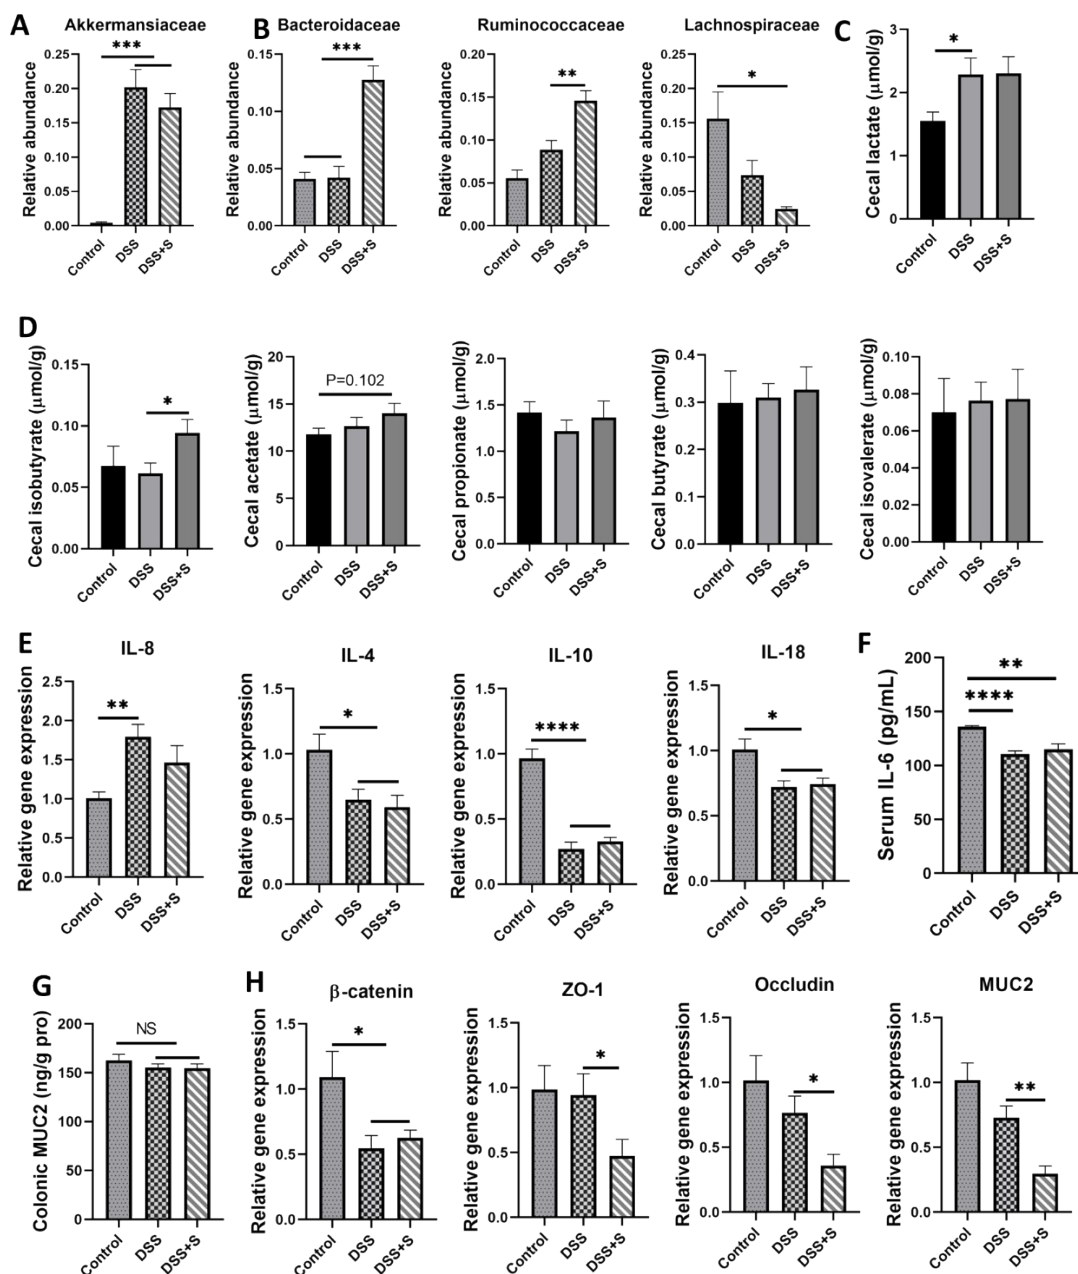 A
Akkermansiaceae
Relative abundance
0.25
0.20
0.15
0.10
0.05
0.00
***
Control
DSS
DSS+S
B
Bacteroidaceae
Relative abundance
0.15
0.10
0.05
0.00
***
Control
DSS
DSS+S
Ruminococcaceae
Relative abundance
0.20
0.15
0.10
0.05
0.00
**
Control
DSS
DSS+S
Lachnospiraceae
Relative abundance
0.25
0.20
0.15
0.10
0.05
0.00
*
Control
DSS
DSS+S
C
Cecal lactate (μmol/g)
3
2
1
0
*
Control
DSS
DSS+S
D
Cecal isobutyrate (μmol/g)
0.15
0.10
0.05
0.00
*
Control
DSS
DSS+S
Cecal acetate (μmol/g)
20
15
10
5
0
P=0.102
Control
DSS
DSS+S
Cecal propionate (μmol/g)
2.0
1.5
1.0
0.5
0.0
Control
DSS
DSS+S
Cecal butyrate (μmol/g)
0.4
0.3
0.1
0.0
Control
DSS
DSS+S
Cecal isovalerate (μmol/g)
0.10
0.08
0.06
0.04
0.02
0.00
Control
DSS
DSS+S
E
IL-8
Relative gene expression
2.5
2.0
1.5
1.0
0.5
0.0
**
Control
DSS
DSS+S
IL-4
Relative gene expression
1.5
1.0
0.5
0.0
*
Control
DSS
DSS+S
IL-10
Relative gene expression
1.5
1.0
0.5
0.0
****
Control
DSS
DSS+S
IL-18
Relative gene expression
1.5
1.0
0.5
0.0
*
Control
DSS
DSS+S
F
Serum IL-6 (pg/mL)
200
150
100
50
0
**
****
Control
DSS
DSS+S
G
Colonic MUC2 (ng/g pro)
200
150
100
50
0
NS
Control
DSS
DSS+S
H
β-catenin
Relative gene expression
1.5
1.0
0.5
0.0
*
Control
DSS
DSS+S
ZO-1
Relative gene expression
1.5
1.0
0.5
0.0
*
Control
DSS
DSS+S
Occludin
Relative gene expression
1.5
1.0
0.5
0.0
*
Control
DSS
DSS+S
MUC2
Relative gene expression
1.5
1.0
0.5
0.0
**
Control
DSS
DSS+S